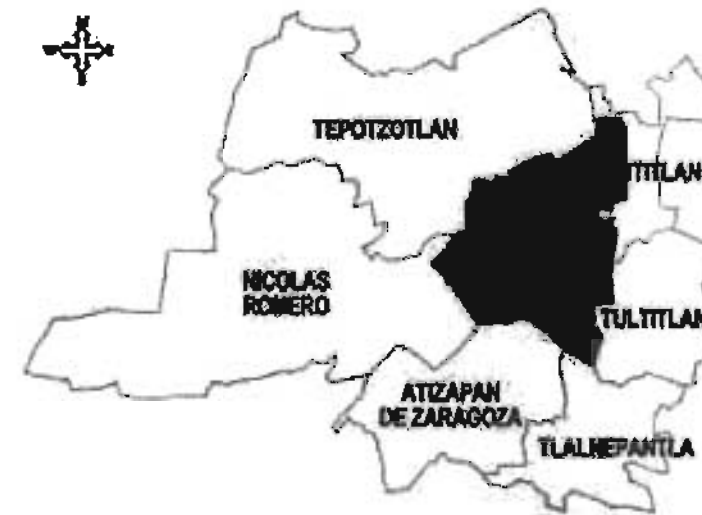 TEPOTZOTLAN
TITLAN
NICOLAS
ROMERO
TULTITLAN
ATIZAPAN
DE ZARAGOZA
TLALNEPANTLA